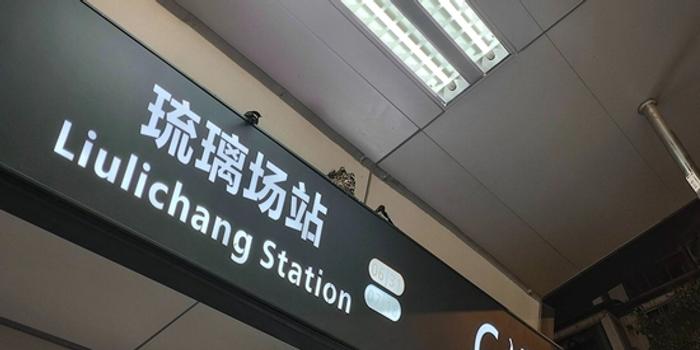 琉璃场站
Liulichang Station